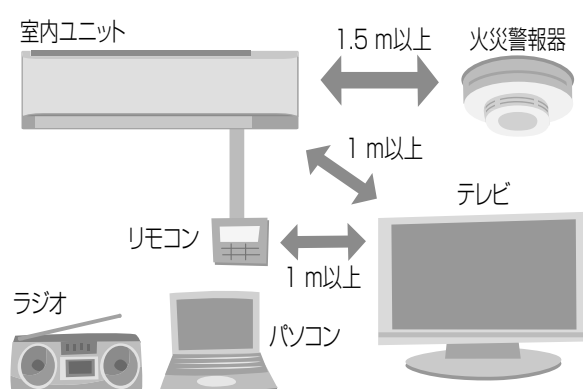 室内ユニット
1.5 m以上
火災警報器
1 m以上
テレビ
リモコン
1 m以上
ラジオ
パソコン